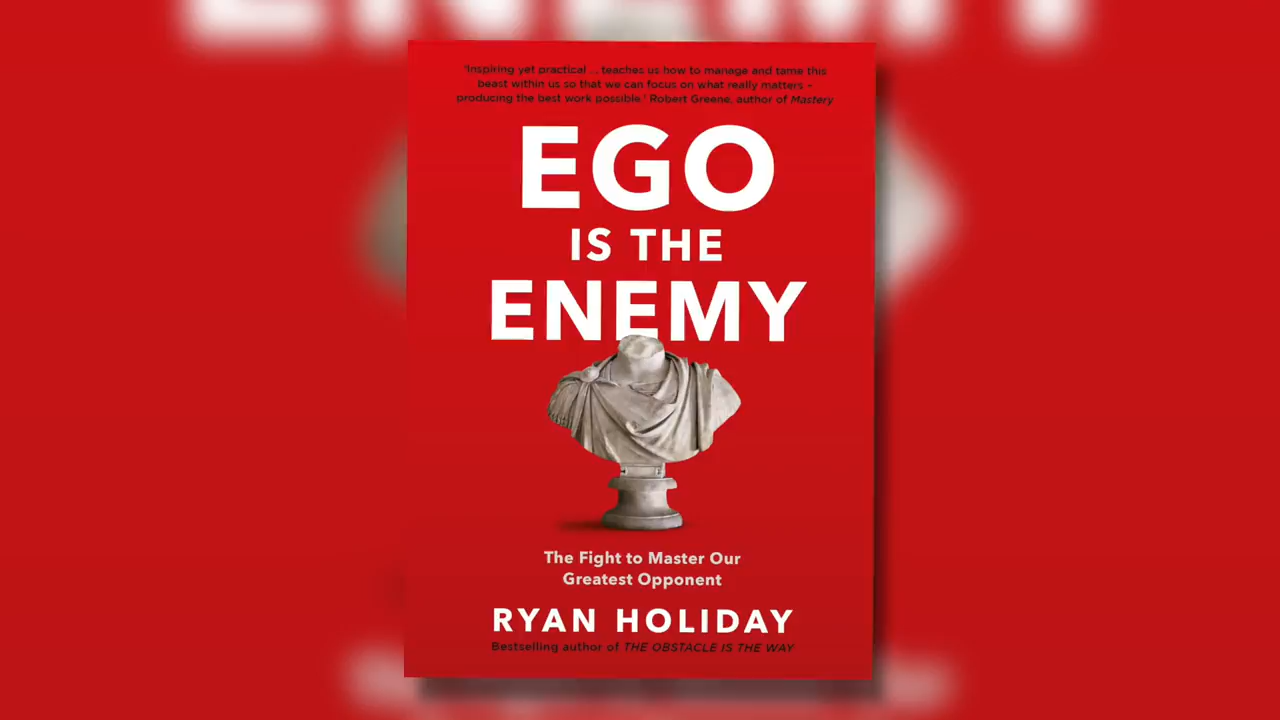 'Inspiring yet practical ... teaches us how to manage and tame this
beast within us so that we can focus on what really matters –
producing the best work possible.' Robert Greene, author of Mastery
EGO
IS THE
ENEMY
The Fight to Master Our
Greatest Opponent
RYAN HOLIDAY
Bestselling author of THE OBSTACLE IS THE WAY